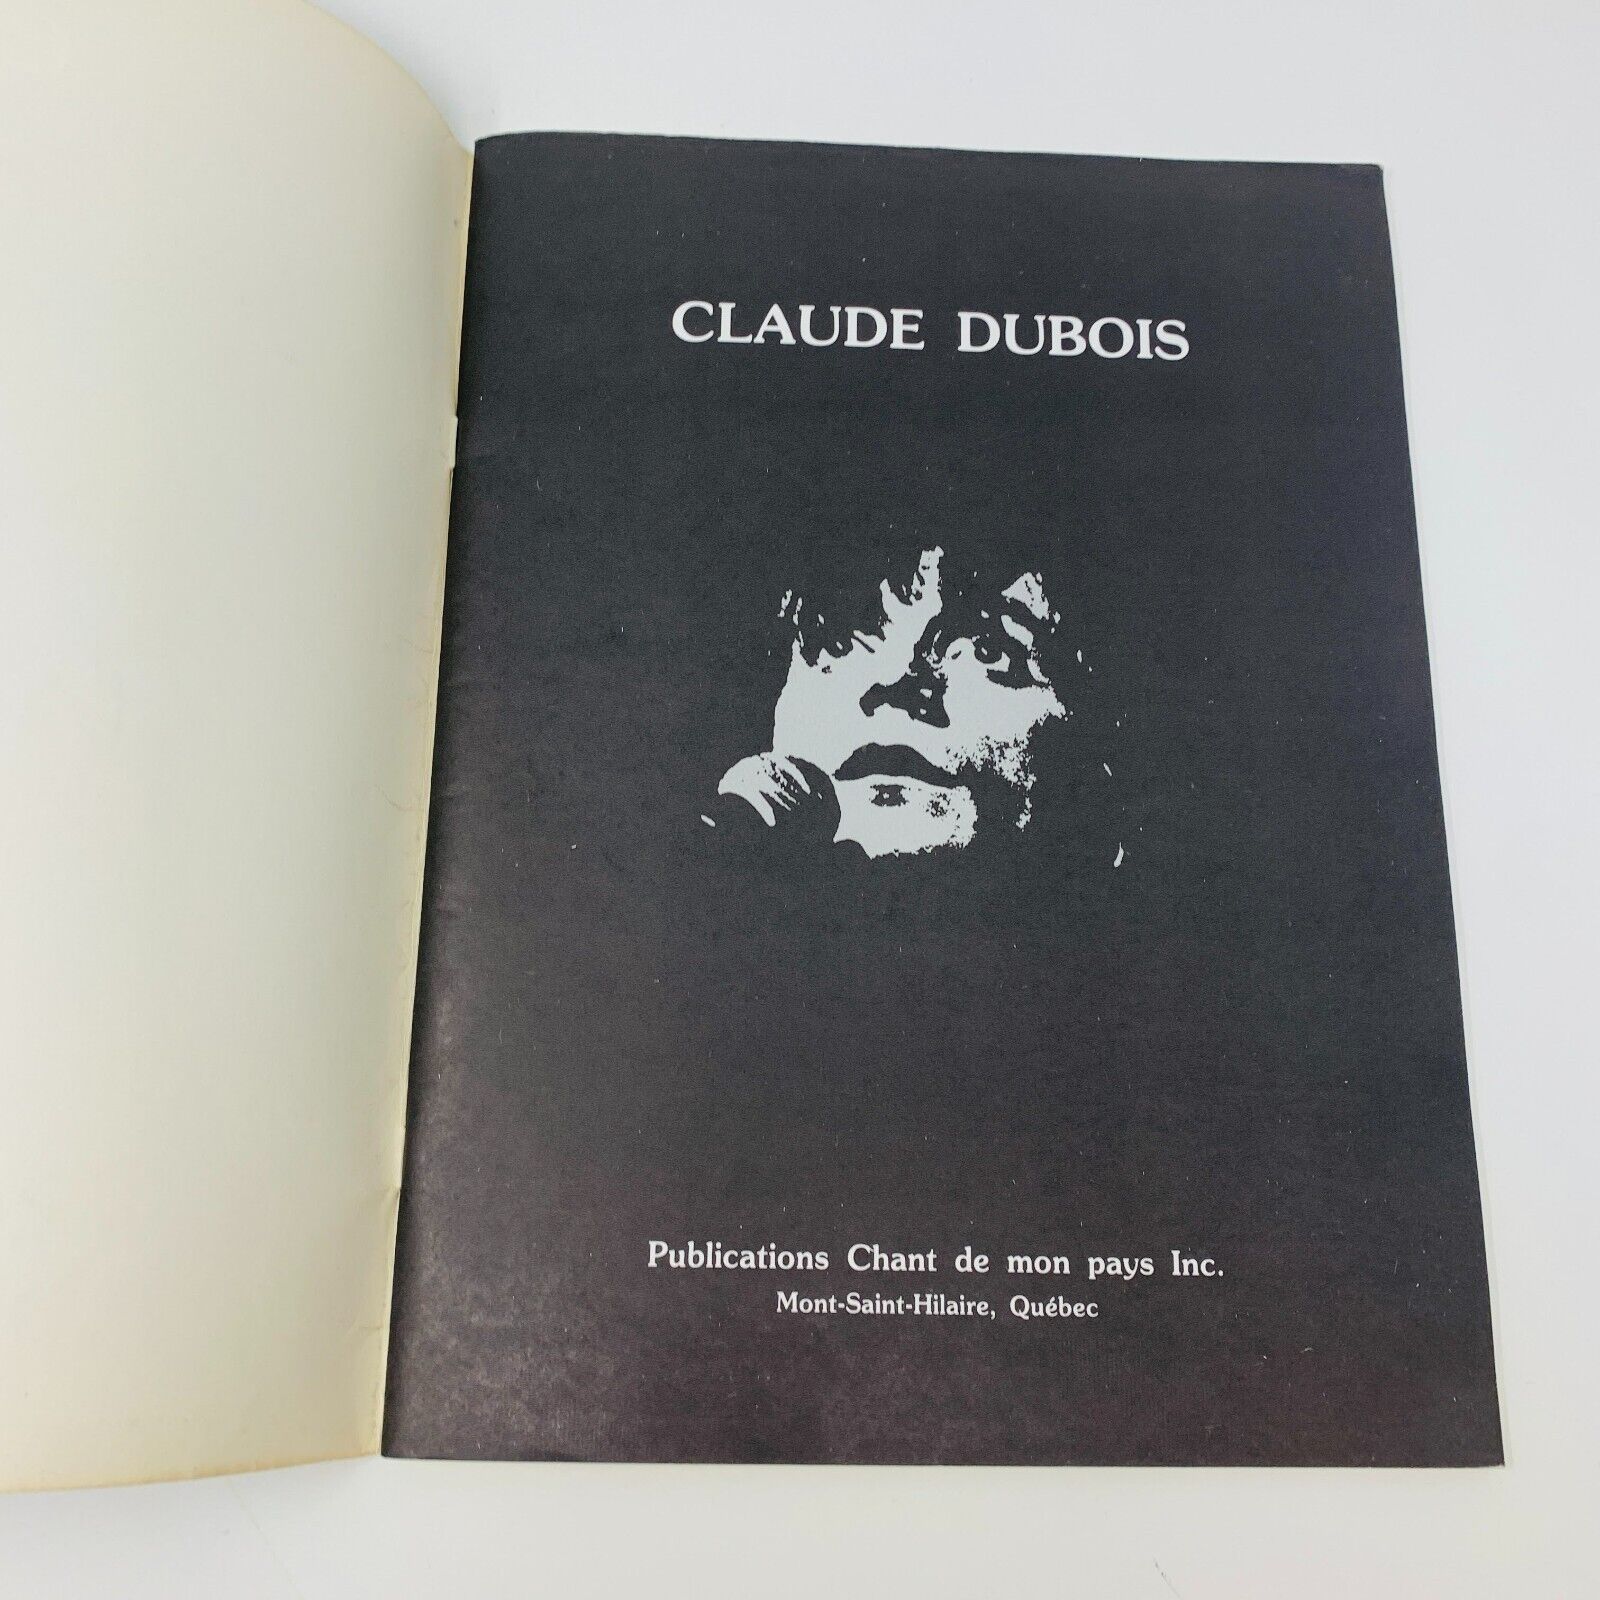 CLAUDE DUBOIS
Publications Chant de mon pays Inc.
Mont-Saint-Hilaire, Québec